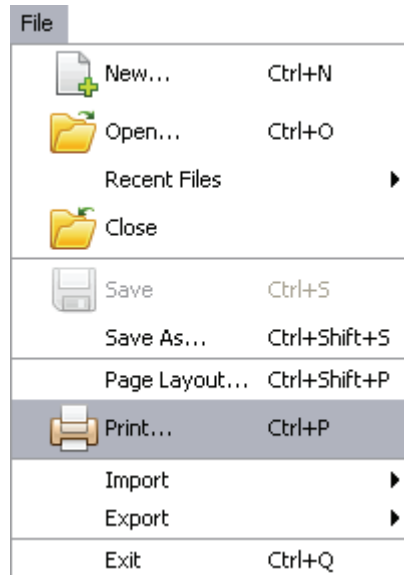 File
New... Ctrl+N
Open... Ctrl+O
Recent Files
Close
Save Ctrl+S
Save As... Ctrl+Shift+S
Page Layout... Ctrl+Shift+P
Print... Ctrl+P
Import
Export
Exit Ctrl+Q